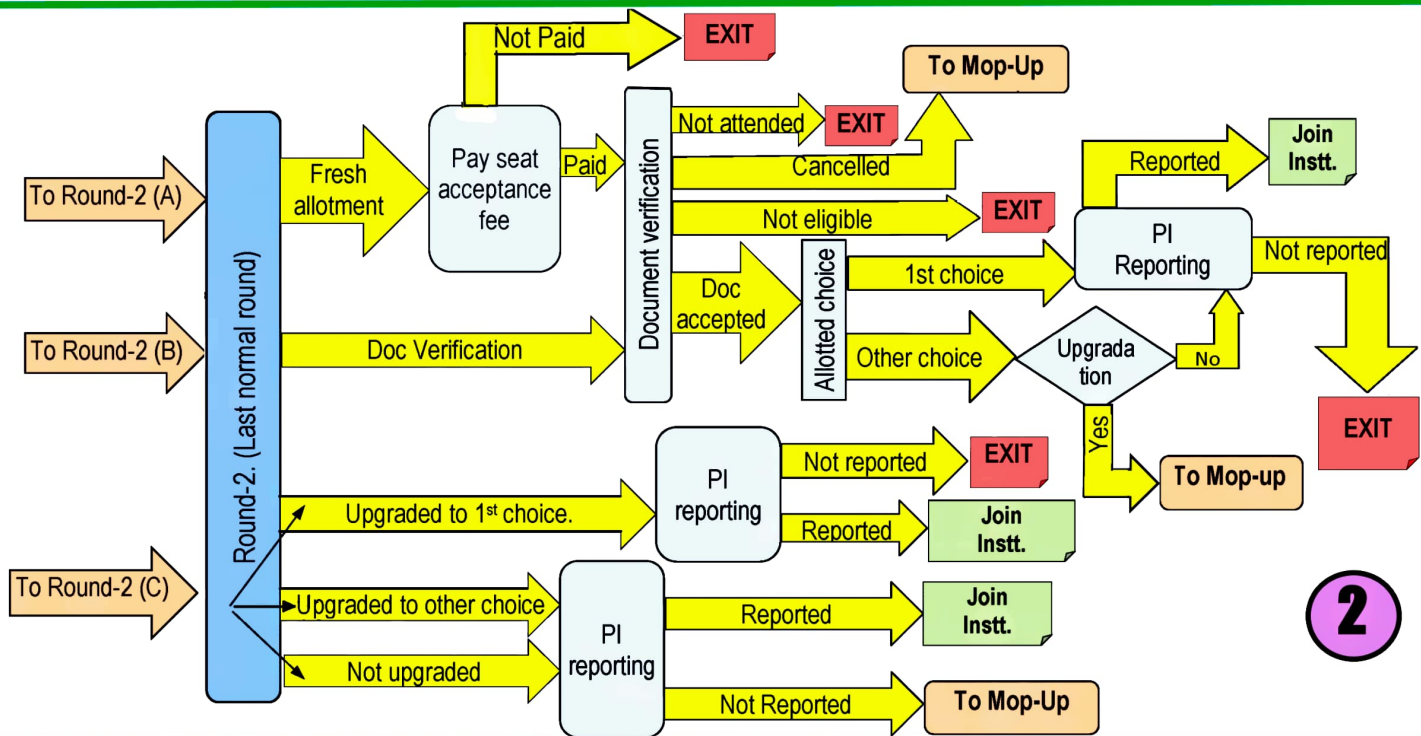 Not Paid
EXIT
To Mop-Up
To Round-2 (A)
Fresh
allotment
Pay seat
acceptance
fee
Paid
Not attended
EXIT
Cancelled
Not eligible
EXIT
Document verification
Doc
accepted
Allotted choice
1st choice
Other choice
PI
Reporting
Reported
Join
Instt.
Not reported
EXIT
Upgrada
tion
No
Yes
To Mop-up
Round-2. (Last normal round)
To Round-2 (B)
Doc Verification
To Round-2 (C)
Upgraded to 1st choice.
PI
reporting
Not reported
EXIT
Reported
Join
Instt.
Upgraded to other choice
Not upgraded
PI
reporting
Reported
Join
Instt.
Not Reported
To Mop-Up
2